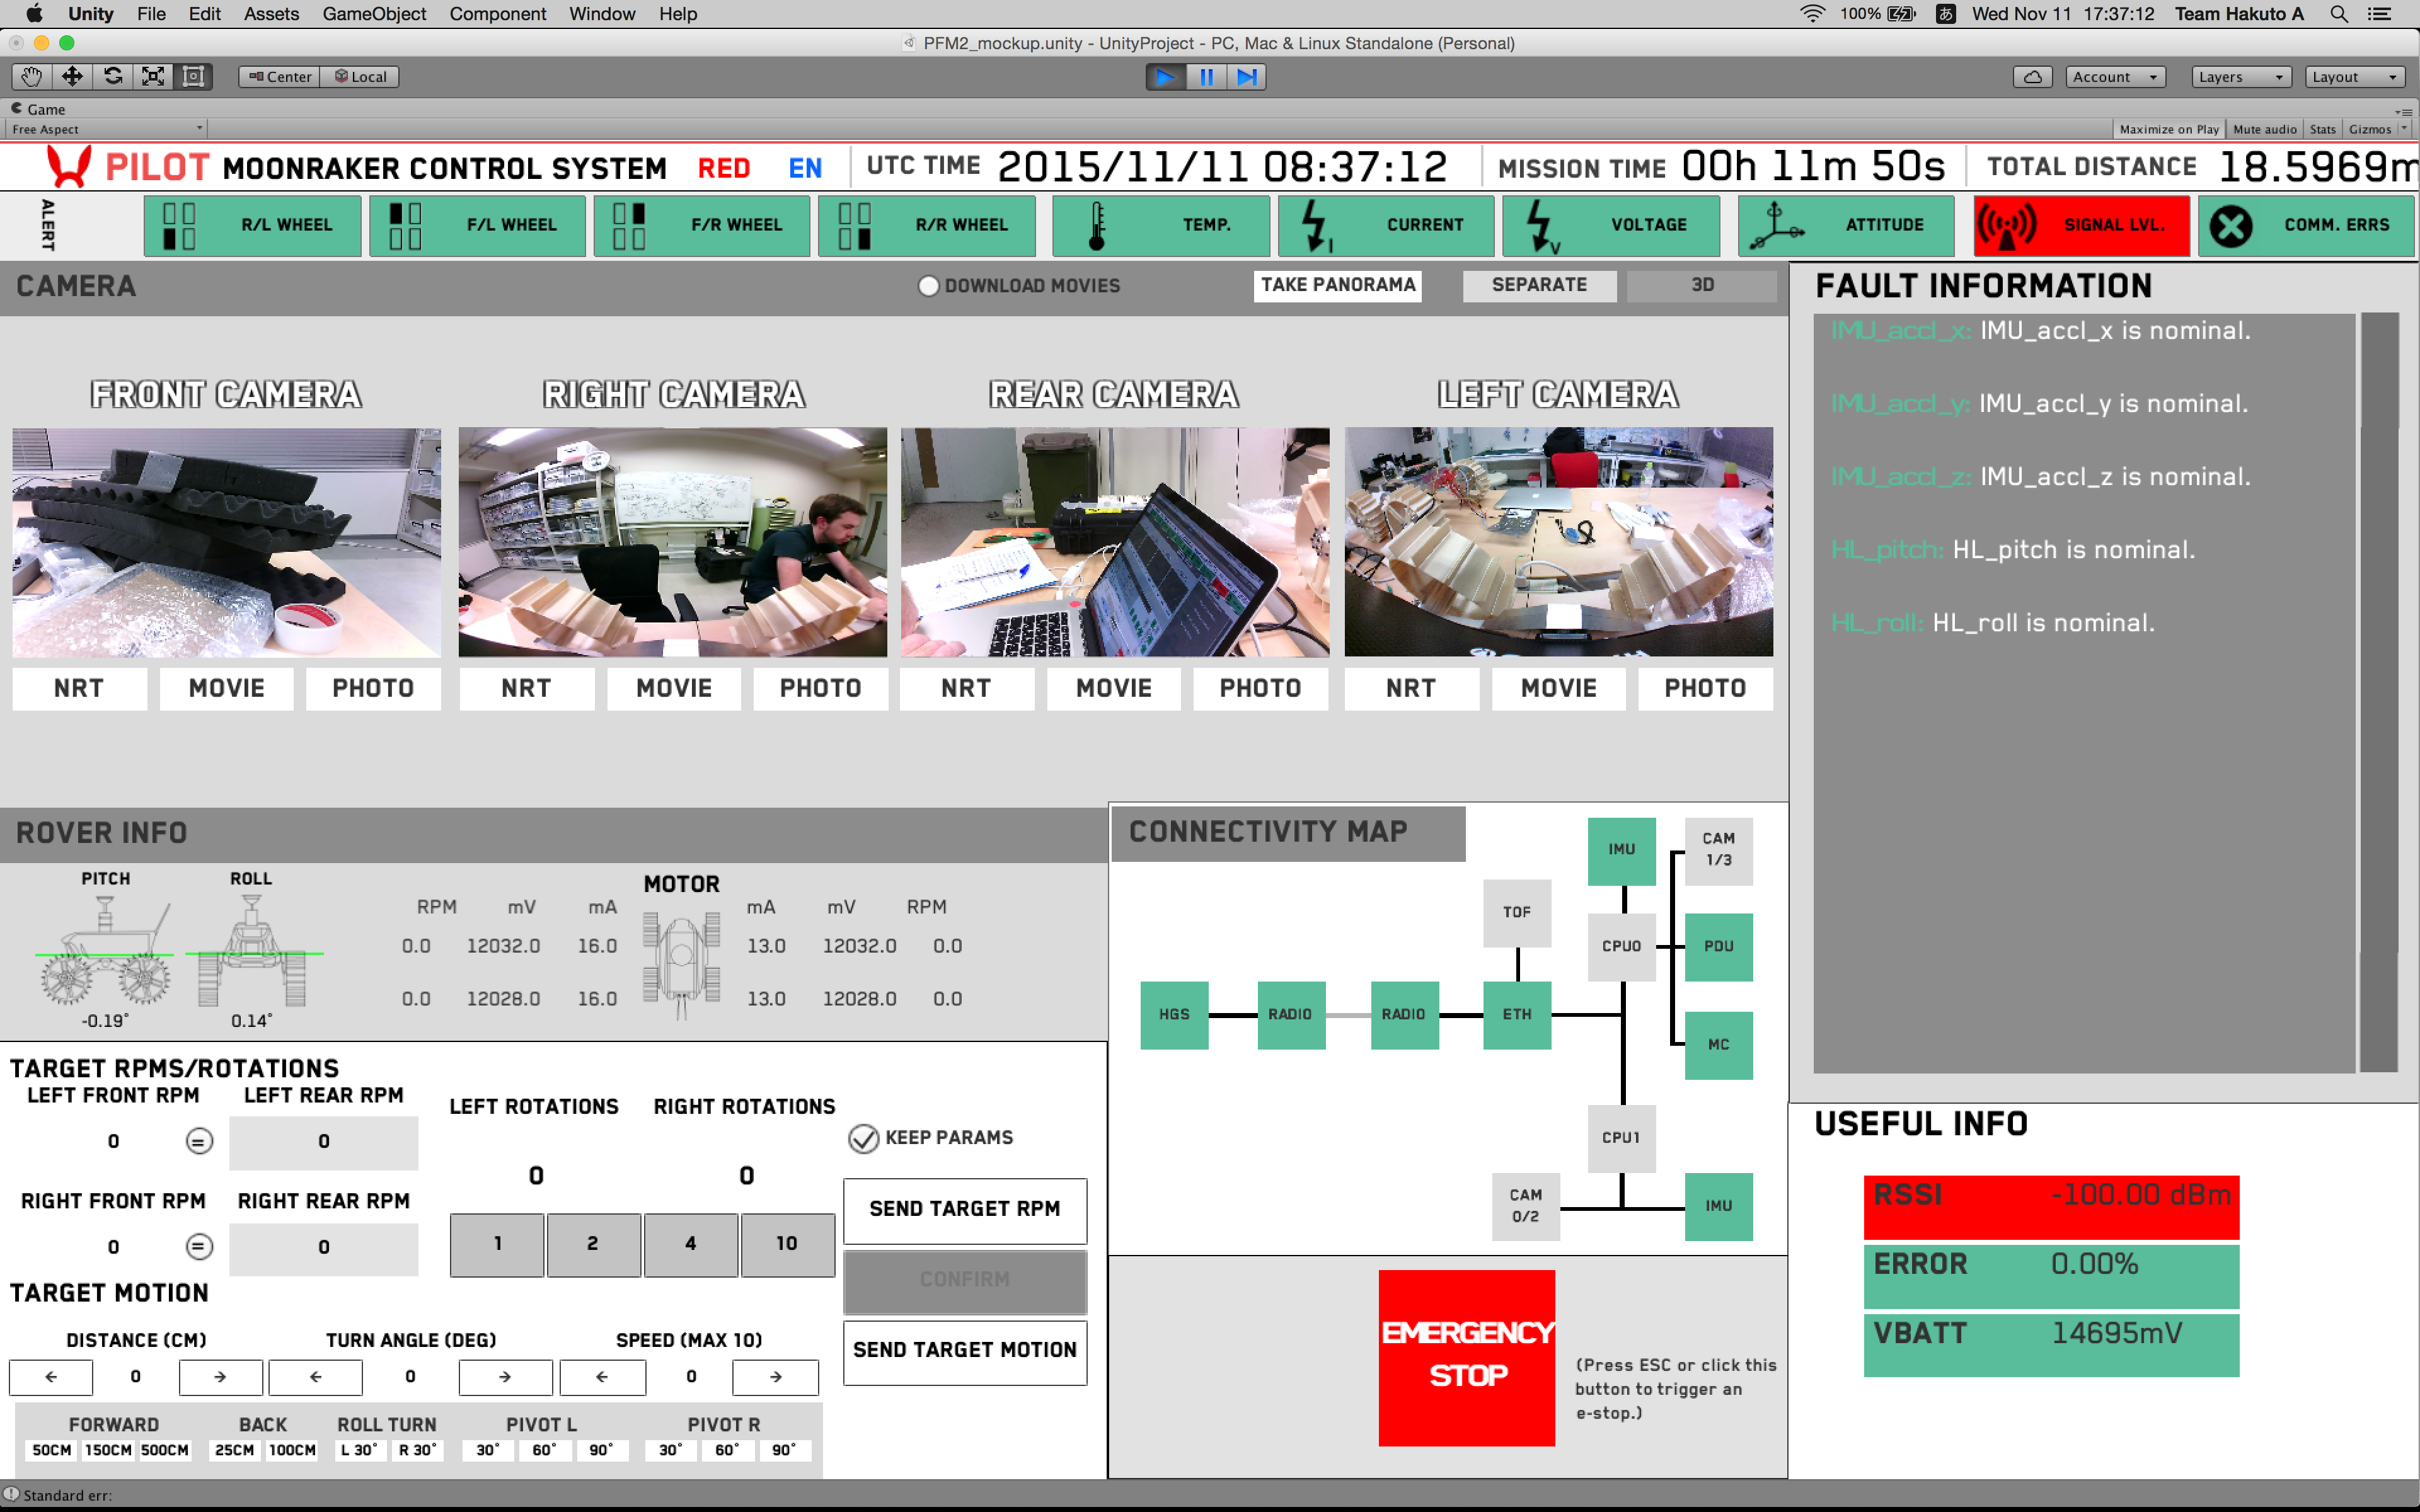 Unity File Edit Assets GameObject Component Window Help 100% あ Wed Nov 11 17:37:12 Team Hakuto A
PFM2_mockup.unity - UnityProject - PC, Mac & Linux Standalone (Personal)
Center Local Account Layers Layout
Game
Free Aspect Maximize on Play Mute audio Stats Gizmos
PILOT MOONRAKER CONTROL SYSTEM RED EN UTC TIME 2015/11/11 08:37:12 MISSION TIME 00h 11m 50s TOTAL DISTANCE 18.5969m
ALERT R/L WHEEL F/L WHEEL F/R WHEEL R/R WHEEL TEMP. I CURRENT V VOLTAGE ATTITUDE SIGNAL LVL. COMM. ERRS
CAMERA DOWNLOAD MOVIES TAKE PANORAMA SEPARATE 3D
FRONT CAMERA RIGHT CAMERA REAR CAMERA LEFT CAMERA
NRT MOVIE PHOTO NRT MOVIE PHOTO NRT MOVIE PHOTO NRT MOVIE PHOTO
FAULT INFORMATION
IMU_accl_x: IMU_accl_x is nominal.
IMU_accl_y: IMU_accl_y is nominal.
IMU_accl_z: IMU_accl_z is nominal.
HL_pitch: HL_pitch is nominal.
HL_roll: HL_roll is nominal.
ROVER INFO
PITCH ROLL MOTOR
RPM mV mA mA mV RPM
0.0 12032.0 16.0 13.0 12032.0 0.0
0.0 12028.0 16.0 13.0 12028.0 0.0
-0.19° 0.14°
CONNECTIVITY MAP
IMU CAM
1/3
TOF
CPU0 PDU
HGS RADIO RADIO ETH
MC
CPU1
CAM
0/2 IMU
TARGET RPMS/ROTATIONS
LEFT FRONT RPM LEFT REAR RPM LEFT ROTATIONS RIGHT ROTATIONS
0 = 0 KEEP PARAMS
0 0
RIGHT FRONT RPM RIGHT REAR RPM SEND TARGET RPM
0 = 0 1 2 4 10
CONFIRM
TARGET MOTION
DISTANCE (CM) TURN ANGLE (DEG) SPEED (MAX 10) SEND TARGET MOTION
← 0 → ← 0 → ← 0 →
FORWARD BACK ROLL TURN PIVOT L PIVOT R
50CM 150CM 500CM 25CM 100CM L 30° R 30° 30° 60° 90° 30° 60° 90°
EMERGENCY
STOP
(Press ESC or click this
button to trigger an
e-stop.)
USEFUL INFO
RSSI -100.00 dBm
ERROR 0.00%
VBATT 14695mV
Standard err: